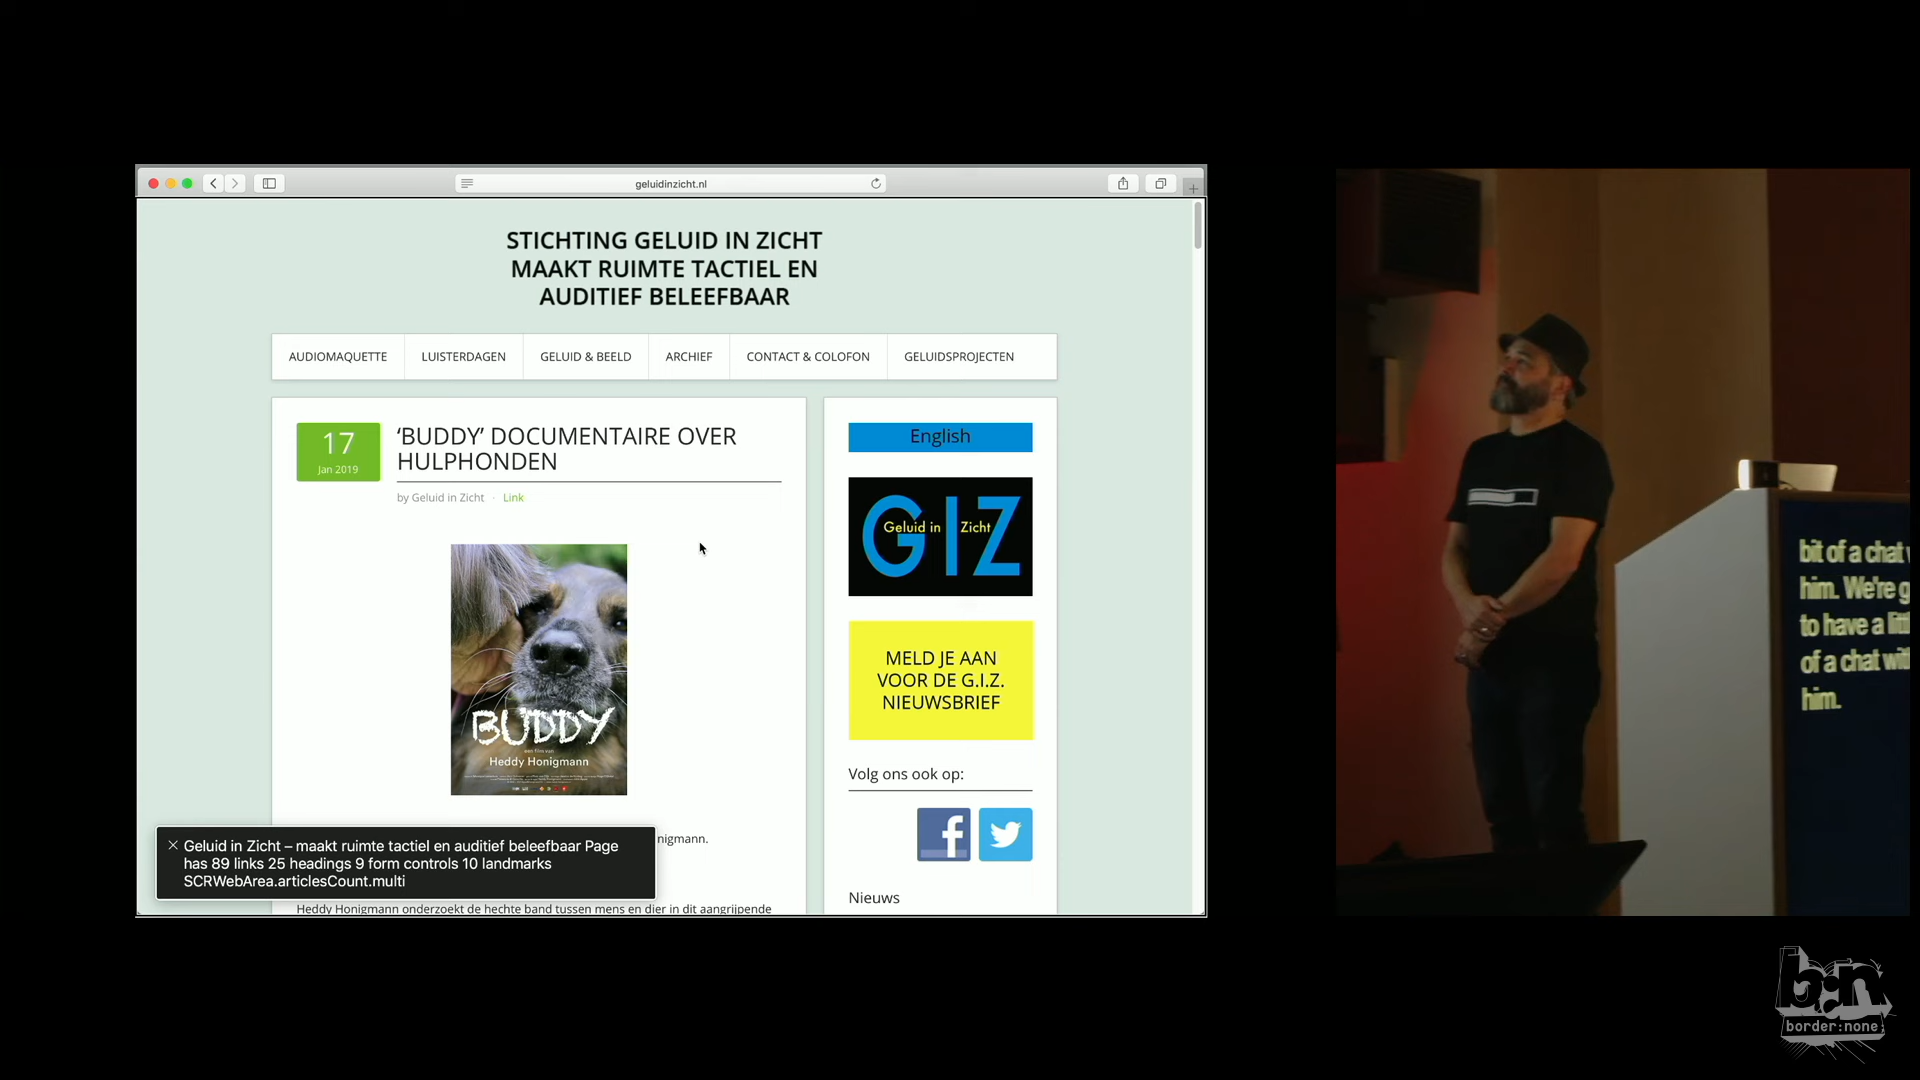 geluidinzicht.nl
STICHTING GELUID IN ZICHT
MAAKT RUIMTE TACTIEL EN
AUDITIEF BELEEFBAAR
AUDIOMAQUETTE
LUISTERDAGEN
GELUID & BEELD
ARCHIEF
CONTACT & COLOFON
GELUIDSPROJECTEN
17
Jan 2019
‘BUDDY’ DOCUMENTAIRE OVER
HULPHONDEN
by Geluid in Zicht · Link
BUDDY
een film van
Heddy Honigmann
nigmann.
Heddy Honigmann onderzoekt de hechte band tussen mens en dier in dit aangrijpende
English
GIZ
Geluid in Zicht
MELD JE AAN
VOOR DE G.I.Z.
NIEUWSBRIEF
Volg ons ook op:
Nieuws
Geluid in Zicht – maakt ruimte tactiel en auditief beleefbaar Page
has 89 links 25 headings 9 form controls 10 landmarks
SCRWebArea.articlesCount.multi
bit of a chat
him. We're g
to have a litt
of a chat wit
him.
b:n
border:none